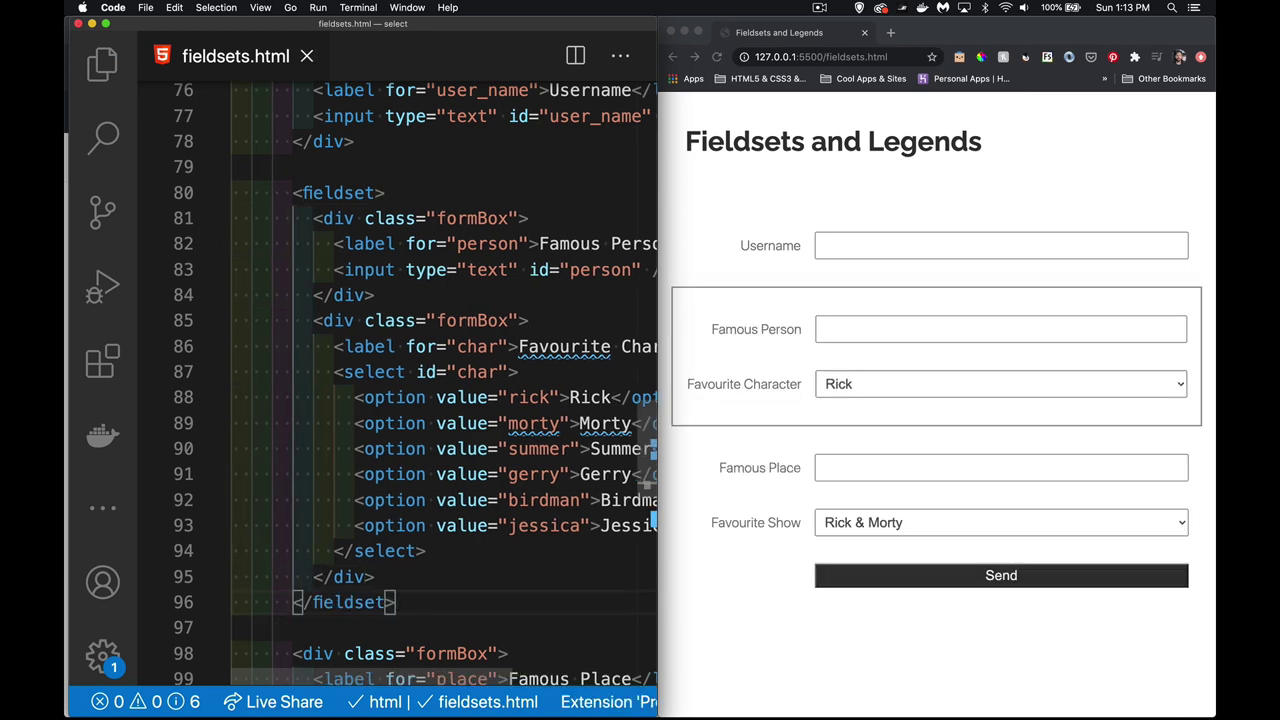 Code File Edit Selection View Go Run Terminal Window Help
100%
Sun 1:13 PM
fieldsets.html — select
fieldsets.html
76 <label for="user_name">Username</l
77 <input type="text" id="user_name"
78 </div>
79
80 <fieldset>
81 <div class="formBox">
82 <label for="person">Famous Perso
83 <input type="text" id="person" /
84 </div>
85 <div class="formBox">
86 <label for="char">Favourite Char
87 <select id="char">
88 <option value="rick">Rick</opt
89 <option value="morty">Morty</o
90 <option value="summer">Summer
91 <option value="gerry">Gerry</o
92 <option value="birdman">Birdma
93 <option value="jessica">Jessi
94 </select>
95 </div>
96 </fieldset>
97
98 <div class="formBox">
99 <label for="place">Famous Place</l
1
0 0 6 Live Share html fieldsets.html Extension 'Pr
Fieldsets and Legends
127.0.0.1:5500/fieldsets.html
Apps HTML5 & CSS3 &... Cool Apps & Sites Personal Apps | H... » Other Bookmarks
Fieldsets and Legends
Username
Famous Person
Favourite Character Rick
Famous Place
Favourite Show Rick & Morty
Send